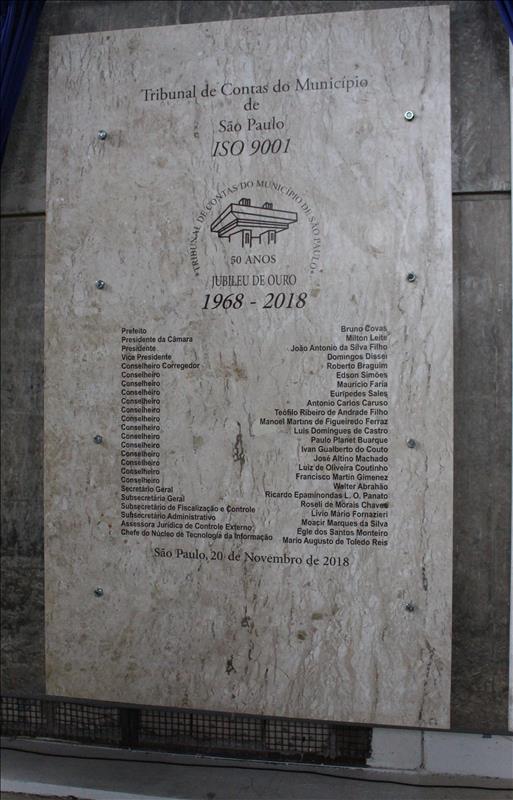 Tribunal de Contas do Município
de
São Paulo
ISO 9001
TRIBUNAL DE CONTAS DO MUNICÍPIO DE SÃO PAULO
50 ANOS
JUBILEU DE OURO
1968 - 2018
Prefeito Bruno Covas
Presidente da Câmara Milton Leite
Presidente João Antonio da Silva Filho
Vice Presidente Domingos Dissei
Conselheiro Corregedor Roberto Braguim
Conselheiro Edson Simões
Conselheiro Maurício Faria
Conselheiro Eurípedes Sales
Conselheiro Antonio Carlos Caruso
Conselheiro Teófilo Ribeiro de Andrade Filho
Conselheiro Manoel Martins de Figueiredo Ferraz
Conselheiro Luis Domingues de Castro
Conselheiro Paulo Planet Buarque
Conselheiro Ivan Gualberto do Couto
Conselheiro José Altino Machado
Conselheiro Luiz de Oliveira Coutinho
Conselheiro Francisco Martin Gimenez
Conselheiro Walter Abrahão
Secretário Geral Ricardo Epaminondas L. O. Panato
Subsecretária Geral Roseli de Morais Chaves
Subsecretário de Fiscalização e Controle Livio Mário Fornazieri
Subsecretário Administrativo Moacir Marques da Silva
Assessora Jurídica de Controle Externo Egle dos Santos Monteiro
Chefe do Núcleo de Tecnologia da Informação Mario Augusto de Toledo Reis
São Paulo, 20 de Novembro de 2018